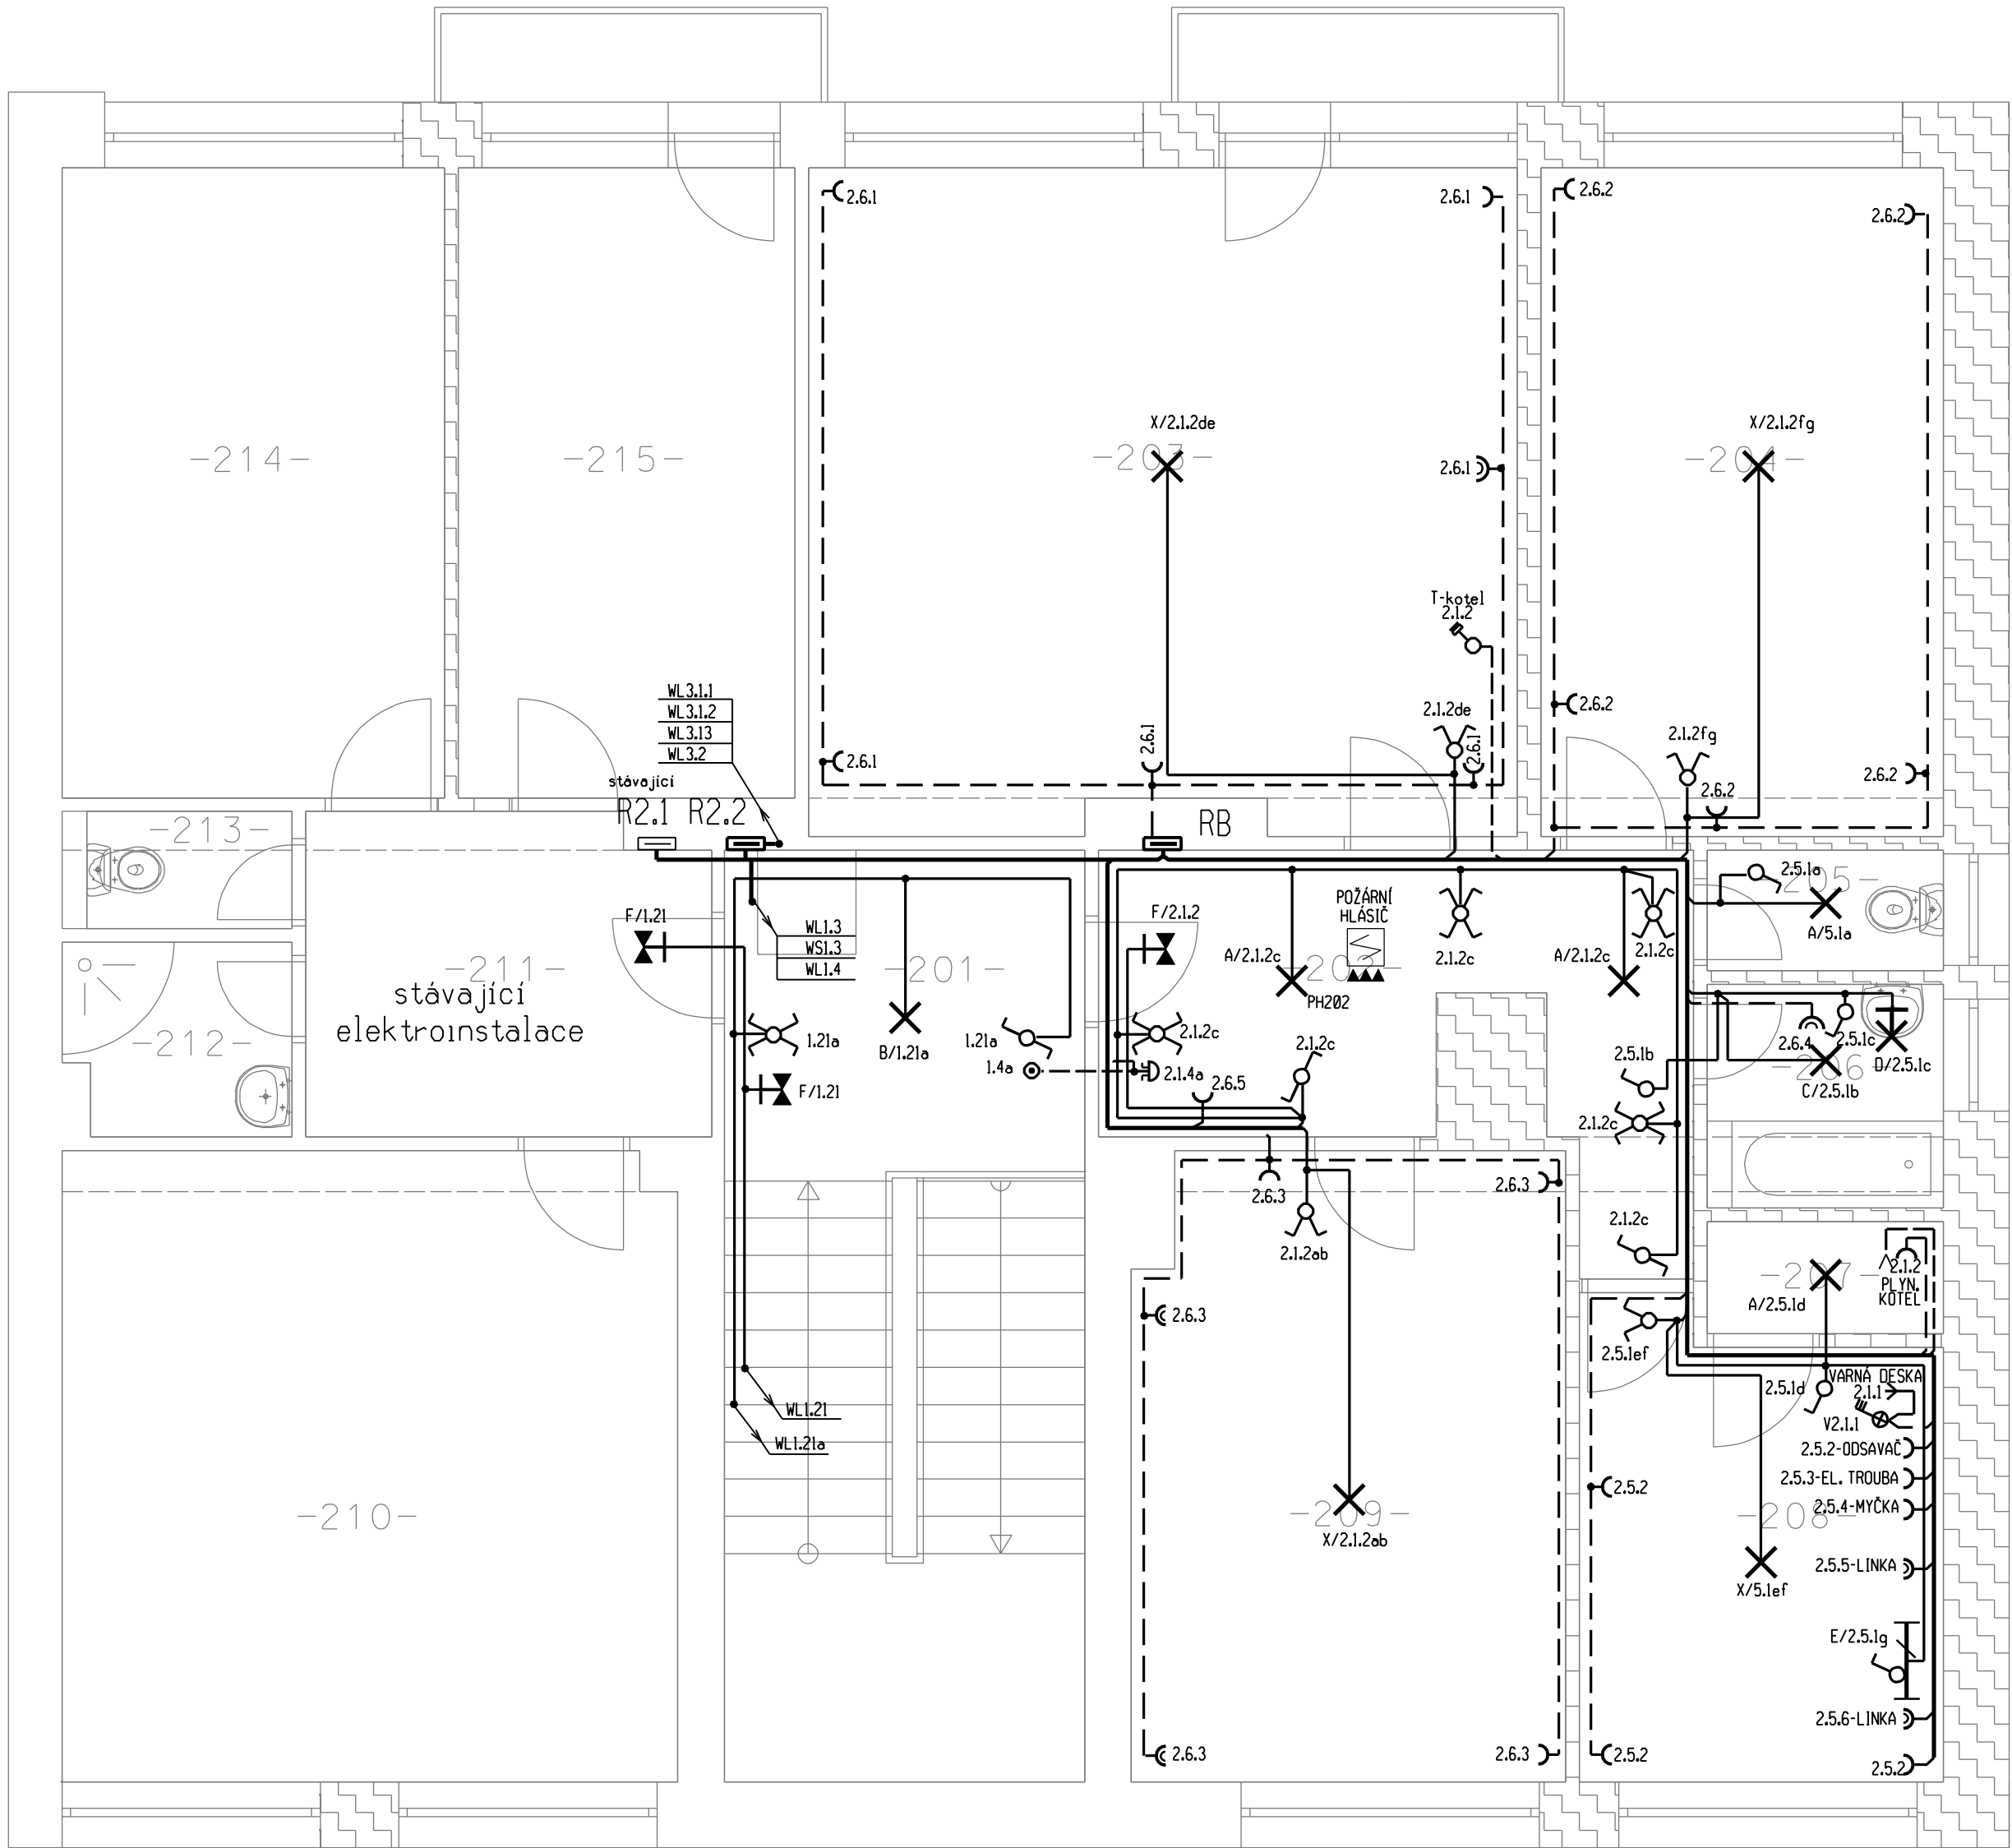 2.6.1
2.6.1
2.6.2
2.6.2
X/2.1.2de
X/2.1.2fg
-214-
-215-
-203-
-204-
2.6.1
T-kotel
2.1.2
WL3.1.1
WL3.1.2
WL3.13
WL3.2
2.6.2
2.1.2de
2.6.1
2.6.1
2.1.2fg
2.6.1
2.6.2
2.6.2
stávající
R2.1 R2.2
RB
-213-
2.5.1a
-205-
A/5.1a
F/1.21
F/2.1.2
POŽÁRNÍ
HLÁSIČ
WL1.3
WS1.3
WL1.4
A/2.1.2c
2.1.2c
A/2.1.2c
2.1.2c
-211-
-201-
-202-
PH202
stávající
elektroinstalace
-212-
1.21a
B/1.21a
1.21a
2.1.2c
2.1.2c
2.6.4
2.5.1c
D/2.5.1c
-206-
C/2.5.1b
2.5.1b
1.4a
2.1.4a
2.6.5
F/1.21
2.1.2c
2.6.3
2.6.3
2.1.2c
2.1.2ab
2.1.2
PLYN.
KOTEL
-207-
A/2.5.1d
2.6.3
2.5.1ef
VARNÁ DESKA
2.5.1d
2.1.1
V2.1.1
WL1.21
WL1.21a
2.5.2-ODSAVAČ
2.5.3-EL. TROUBA
2.5.2
2.5.4-MYČKA
-210-
-209-
-208-
X/2.1.2ab
2.5.5-LINKA
X/5.1ef
E/2.5.1g
2.5.6-LINKA
2.6.3
2.6.3
2.5.2
2.5.2